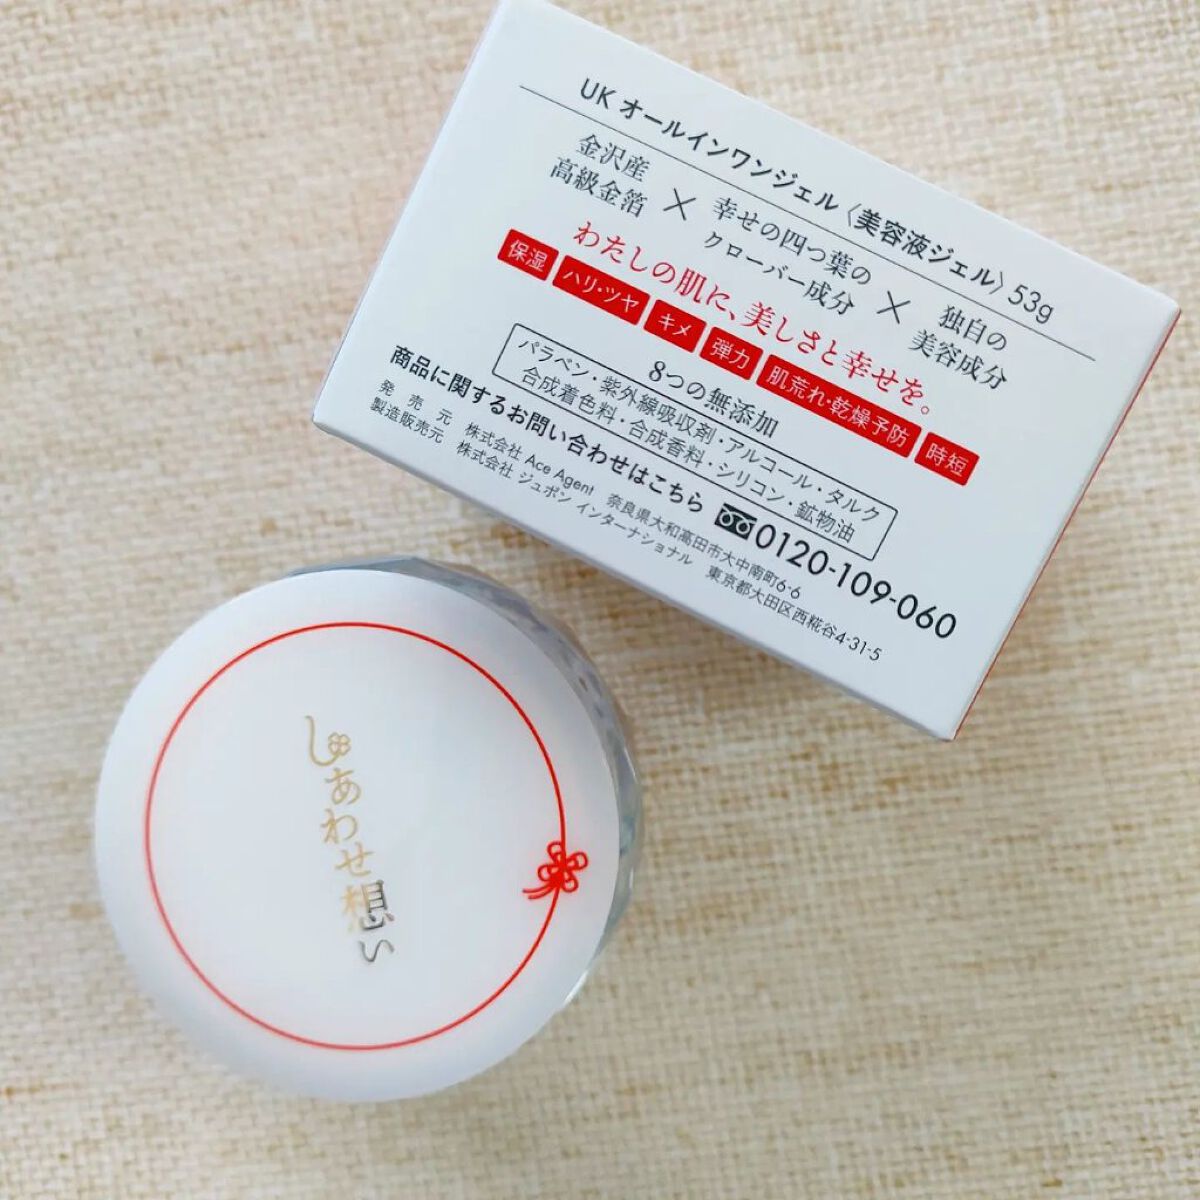 UK オールインワンジェル〈美容液ジェル〉53g
金沢産
高級金箔
×
幸せの四つ葉の
クローバー成分
×
独自の
美容成分
わたしの肌に、美しさと幸せを。
保湿 ハリ・ツヤ キメ 弾力 肌荒れ・乾燥予防 時短
8つの無添加
パラベン・紫外線吸収剤・アルコール・タルク
合成着色料・合成香料・シリコン・鉱物油
商品に関するお問い合わせはこちら 0120-109-060
発売元 株式会社 Ace Agent 奈良県大和高田市大中南町6-6
製造販売元 株式会社 ジュポン インターナショナル 東京都大田区西糀谷4-31-5
しあわせ想い